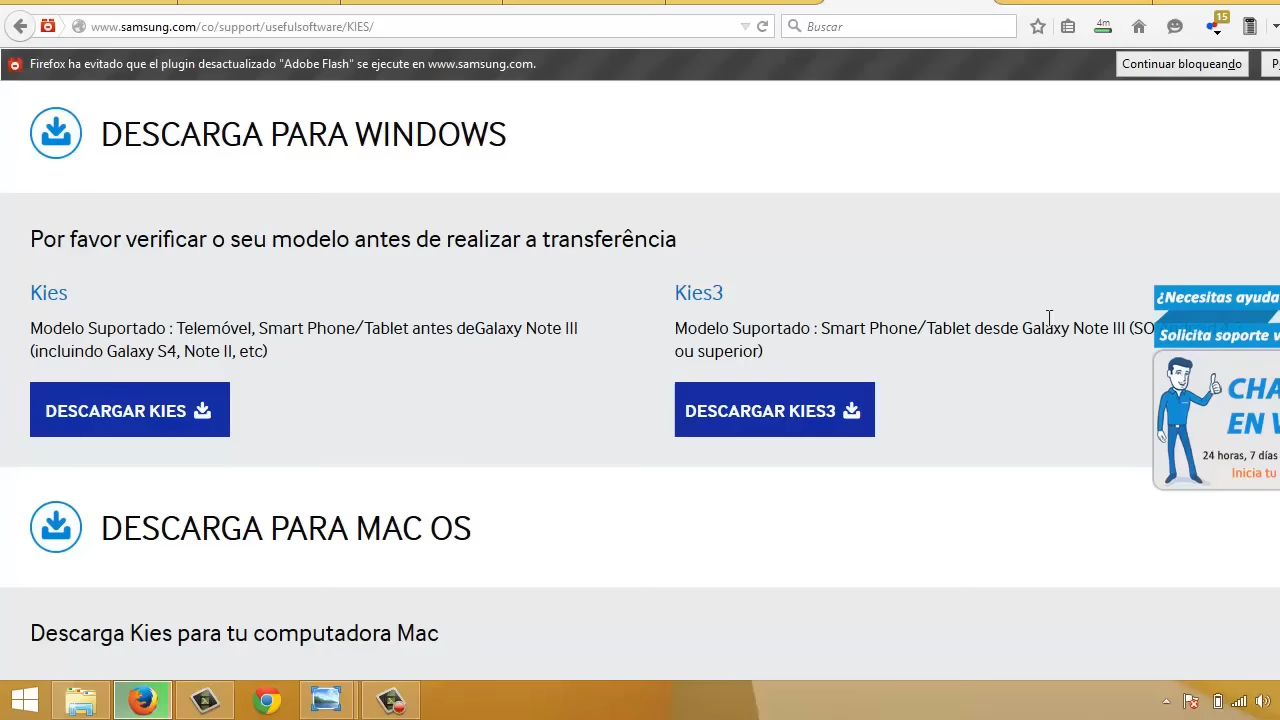 www.samsung.com/co/support/usefulsoftware/KIES/
Buscar
4m
15
Firefox ha evitado que el plugin desactualizado "Adobe Flash" se ejecute en www.samsung.com.
Continuar bloqueando
DESCARGA PARA WINDOWS
Por favor verificar o seu modelo antes de realizar a transferência
Kies
Modelo Suportado : Telemóvel, Smart Phone/Tablet antes deGalaxy Note III
(incluindo Galaxy S4, Note II, etc)
DESCARGAR KIES
Kies3
Modelo Suportado : Smart Phone/Tablet desde Galaxy Note III (SO
ou superior)
DESCARGAR KIES3
¿Necesitas ayuda
Solicita soporte v
CHA
EN V
24 horas, 7 días
Inicia tu
DESCARGA PARA MAC OS
Descarga Kies para tu computadora Mac